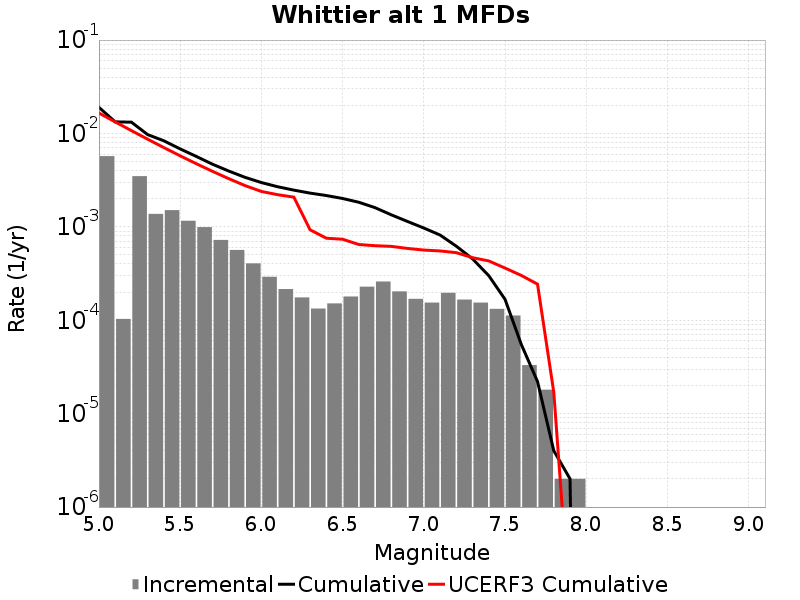 Whittier alt 1 MFDs
Rate (1/yr)
10-1
10-2
10-3
10-4
10-5
10-6
5.0 5.5 6.0 6.5 7.0 7.5 8.0 8.5 9.0
Magnitude
Incremental Cumulative UCERF3 Cumulative